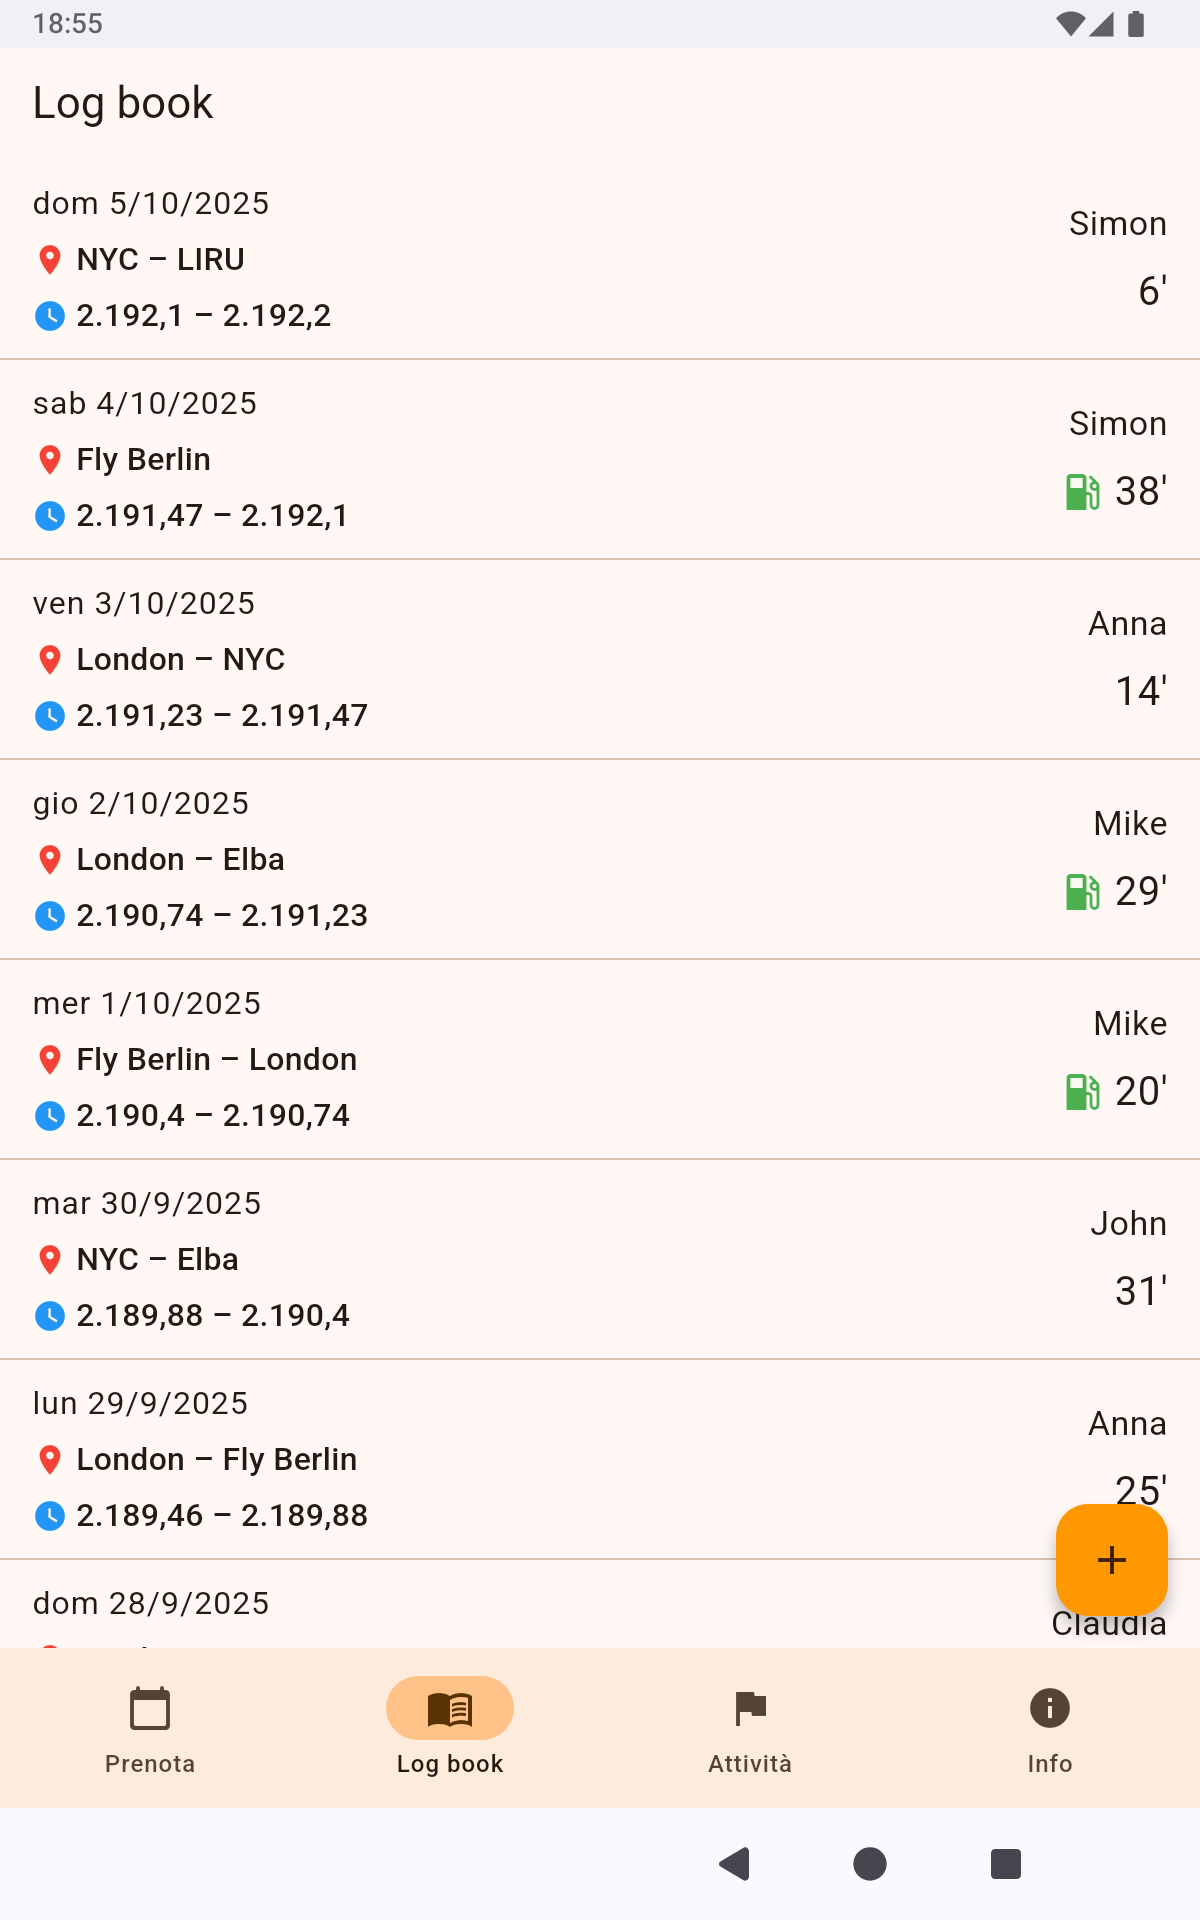 18:55
Log book
dom 5/10/2025
Simon
NYC – LIRU
6'
2.192,1 – 2.192,2
sab 4/10/2025
Simon
Fly Berlin
38'
2.191,47 – 2.192,1
ven 3/10/2025
Anna
London – NYC
14'
2.191,23 – 2.191,47
gio 2/10/2025
Mike
London – Elba
29'
2.190,74 – 2.191,23
mer 1/10/2025
Mike
Fly Berlin – London
20'
2.190,4 – 2.190,74
mar 30/9/2025
John
NYC – Elba
31'
2.189,88 – 2.190,4
lun 29/9/2025
Anna
London – Fly Berlin
25'
2.189,46 – 2.189,88
dom 28/9/2025
Claudia
Prenota
Log book
Attività
Info